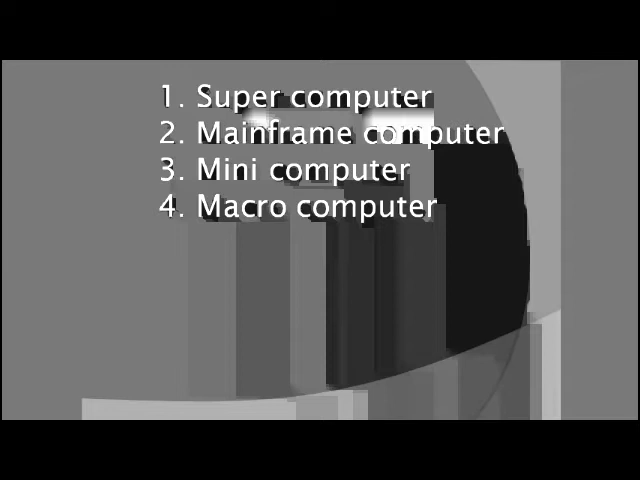 1. Super computer
2. Mainframe computer
3. Mini computer
4. Macro computer